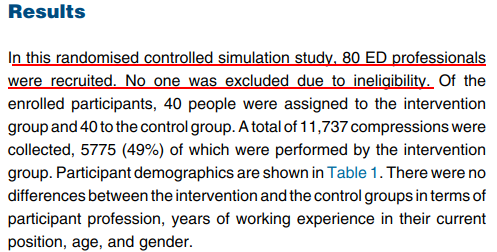 Results
In this randomised controlled simulation study, 80 ED professionals
were recruited. No one was excluded due to ineligibility. Of the
enrolled participants, 40 people were assigned to the intervention
group and 40 to the control group. A total of 11,737 compressions were
collected, 5775 (49%) of which were performed by the intervention
group. Participant demographics are shown in Table 1. There were no
differences between the intervention and the control groups in terms of
participant profession, years of working experience in their current
position, age, and gender.